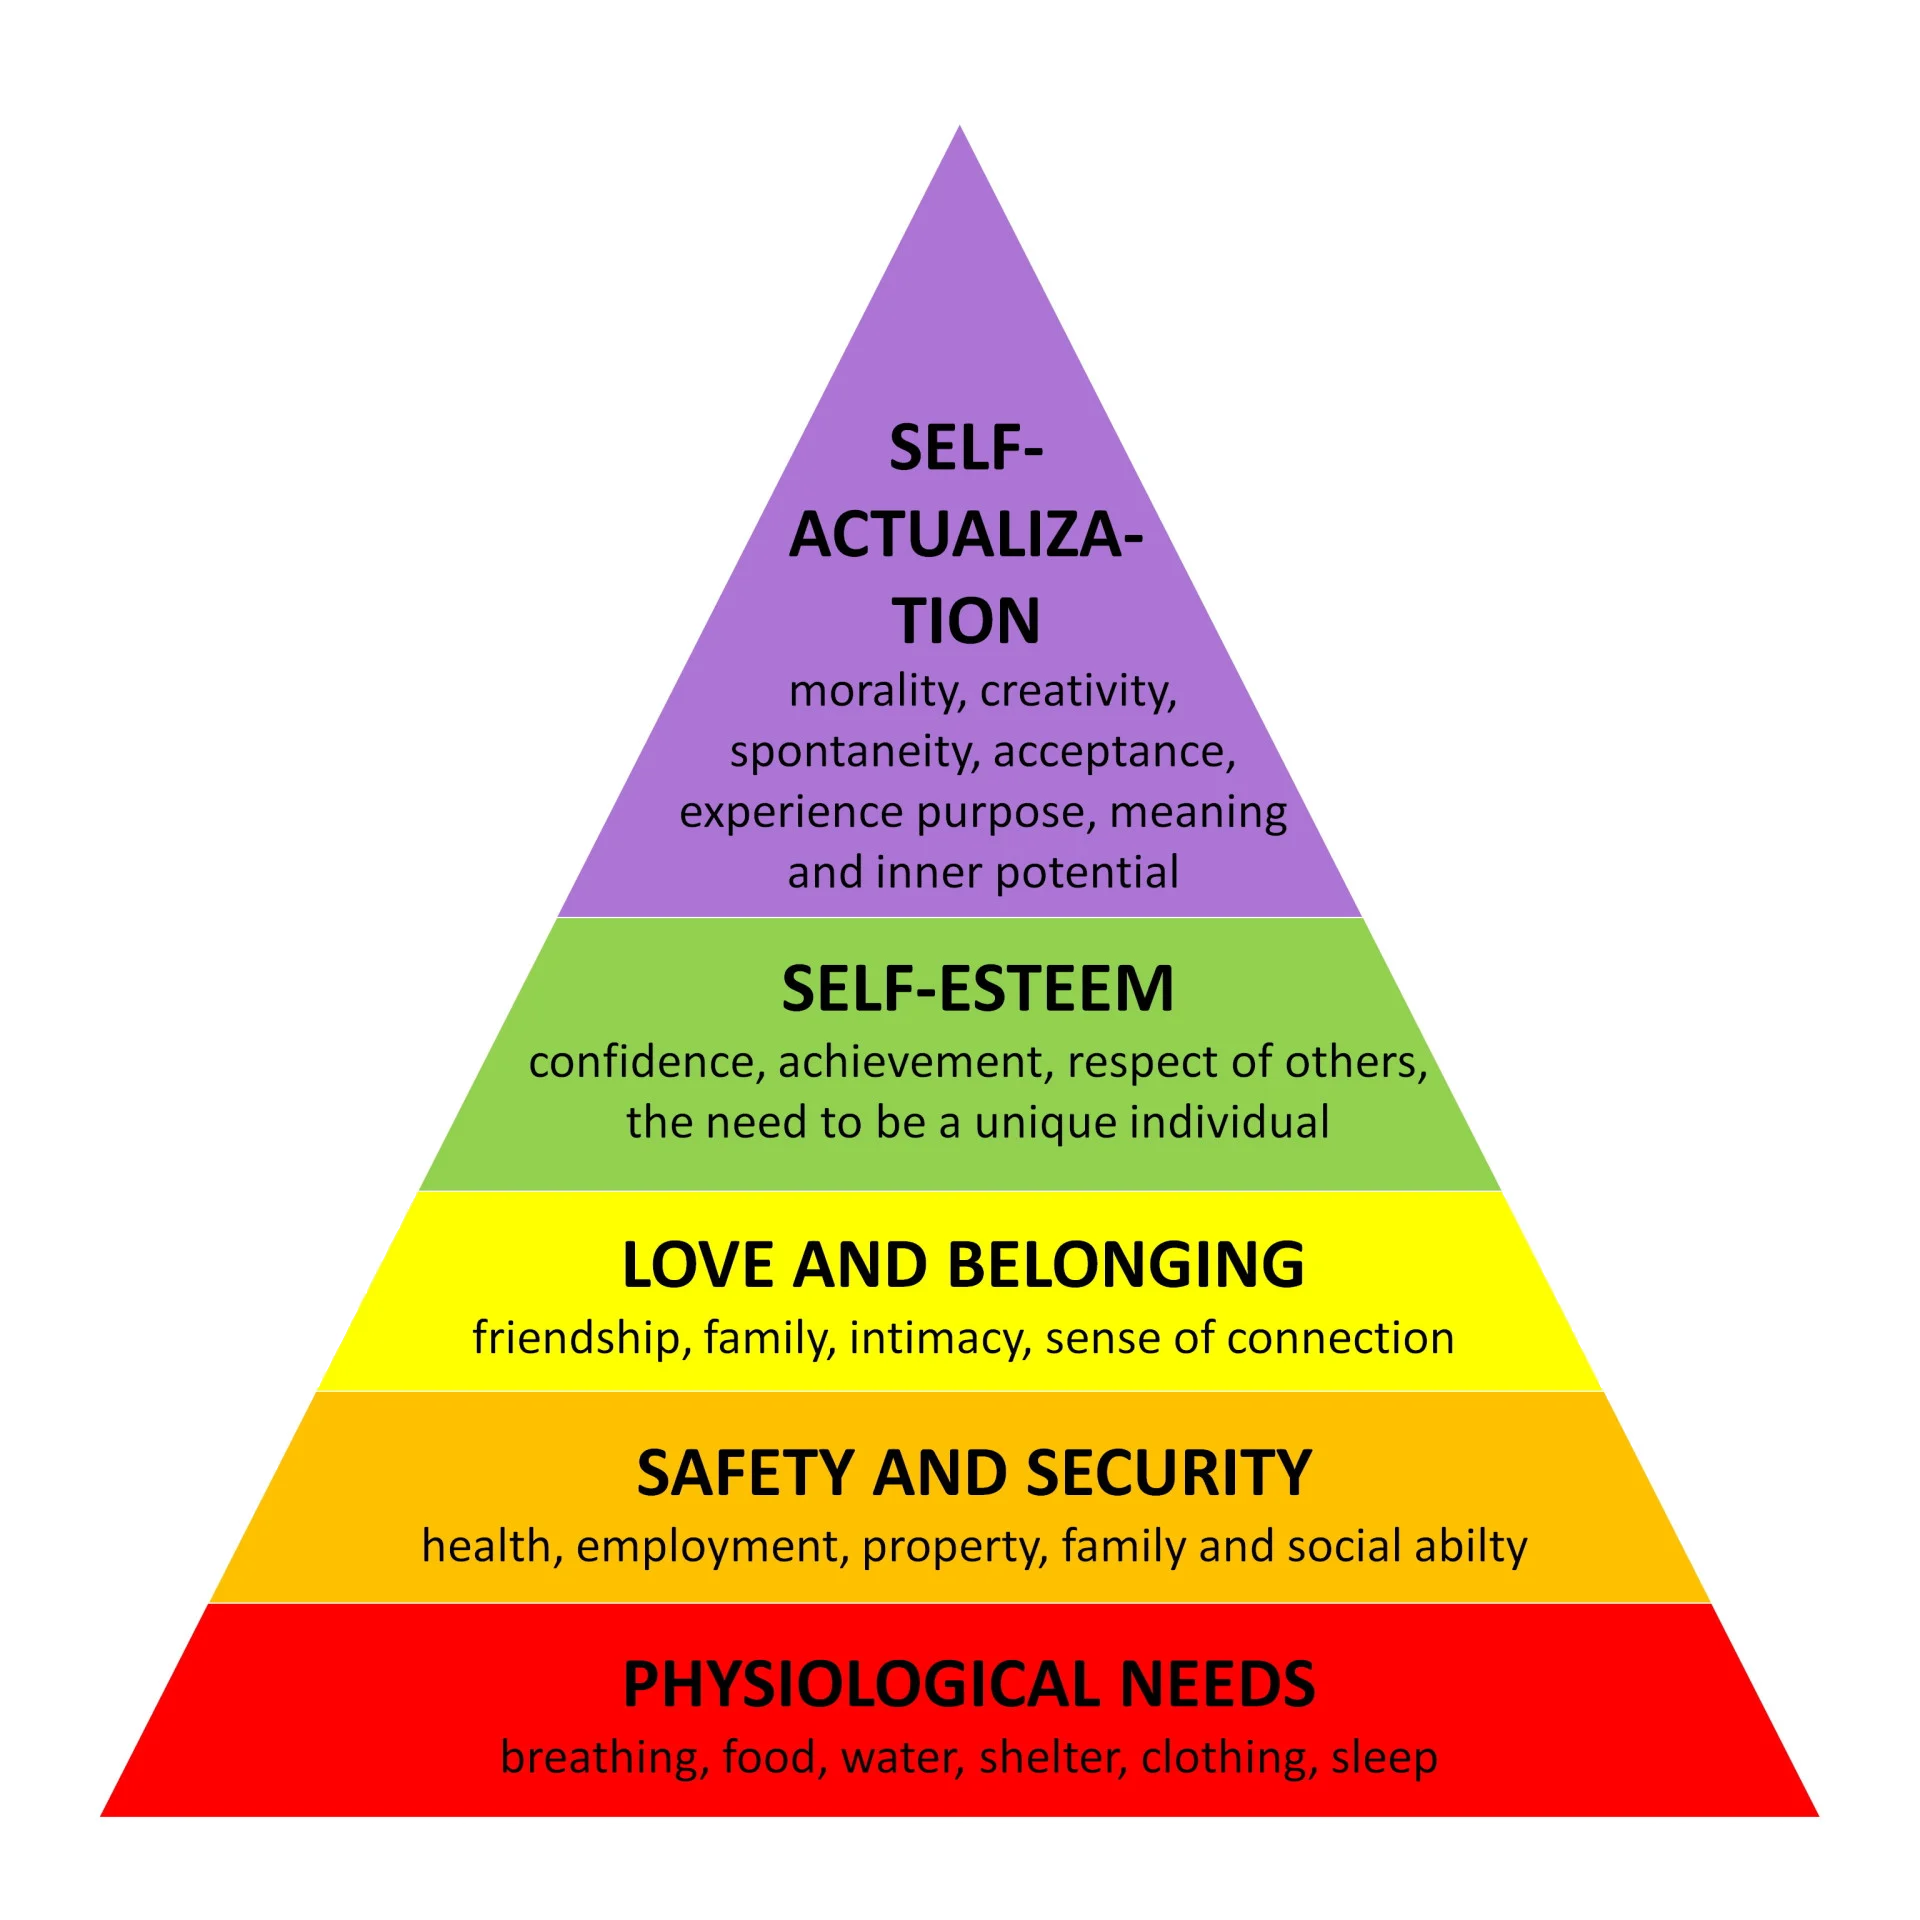 SELF-
ACTUALIZA-
TION
morality, creativity,
spontaneity, acceptance,
experience purpose, meaning
and inner potential
SELF-ESTEEM
confidence, achievement, respect of others,
the need to be a unique individual
LOVE AND BELONGING
friendship, family, intimacy, sense of connection
SAFETY AND SECURITY
health, employment, property, family and social abilty
PHYSIOLOGICAL NEEDS
breathing, food, water, shelter, clothing, sleep